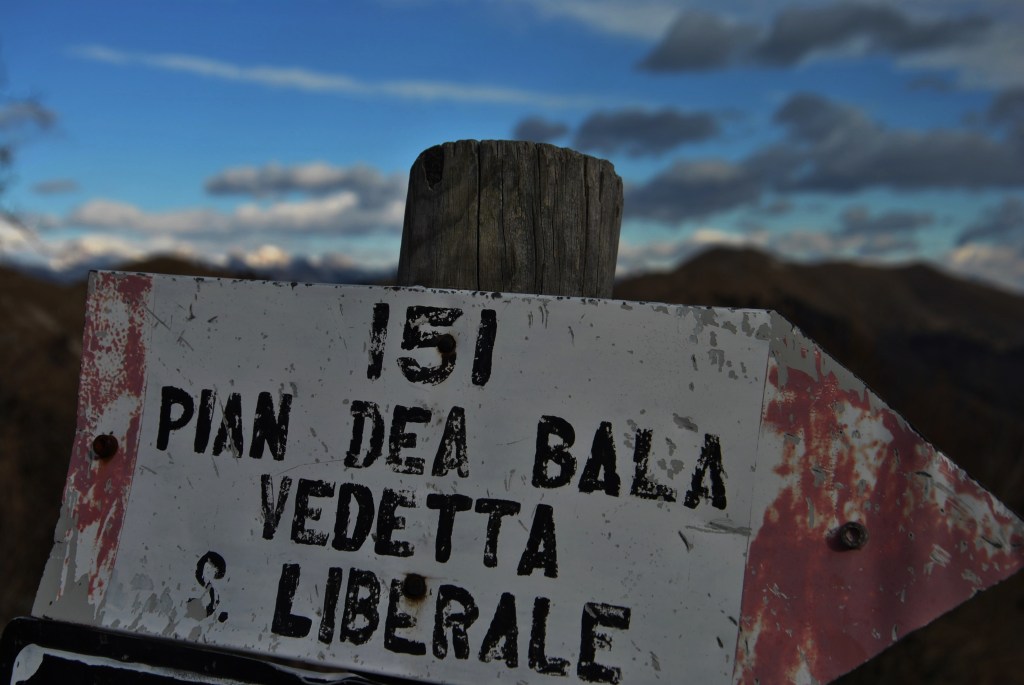 151
PIAN DEA BALA
VEDETTA
S. LIBERALE